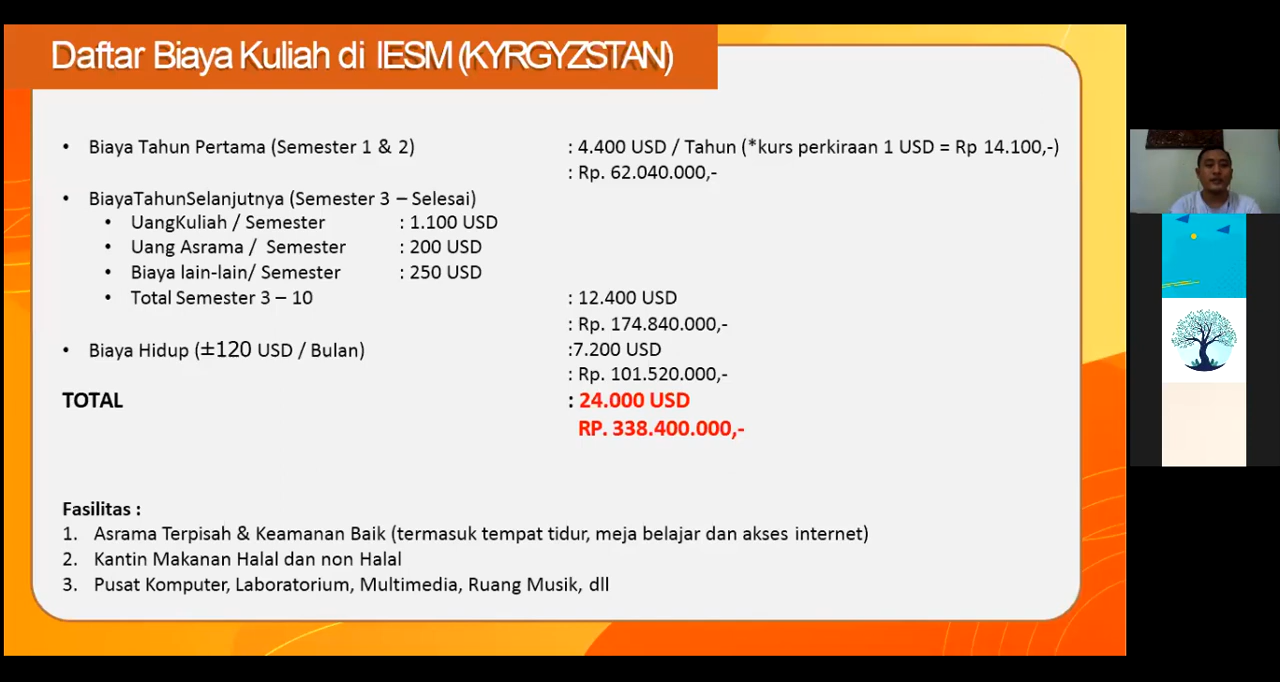 Daftar Biaya Kuliah di IESM (KYRGYZSTAN)
• Biaya Tahun Pertama (Semester 1 & 2) : 4.400 USD / Tahun (*kurs perkiraan 1 USD = Rp 14.100,-)
: Rp. 62.040.000,-
• BiayaTahunSelanjutnya (Semester 3 – Selesai)
• UangKuliah / Semester : 1.100 USD
• Uang Asrama / Semester : 200 USD
• Biaya lain-lain/ Semester : 250 USD
• Total Semester 3 – 10 : 12.400 USD
: Rp. 174.840.000,-
• Biaya Hidup (±120 USD / Bulan) :7.200 USD
: Rp. 101.520.000,-
TOTAL : 24.000 USD
RP. 338.400.000,-
Fasilitas :
1. Asrama Terpisah & Keamanan Baik (termasuk tempat tidur, meja belajar dan akses internet)
2. Kantin Makanan Halal dan non Halal
3. Pusat Komputer, Laboratorium, Multimedia, Ruang Musik, dll